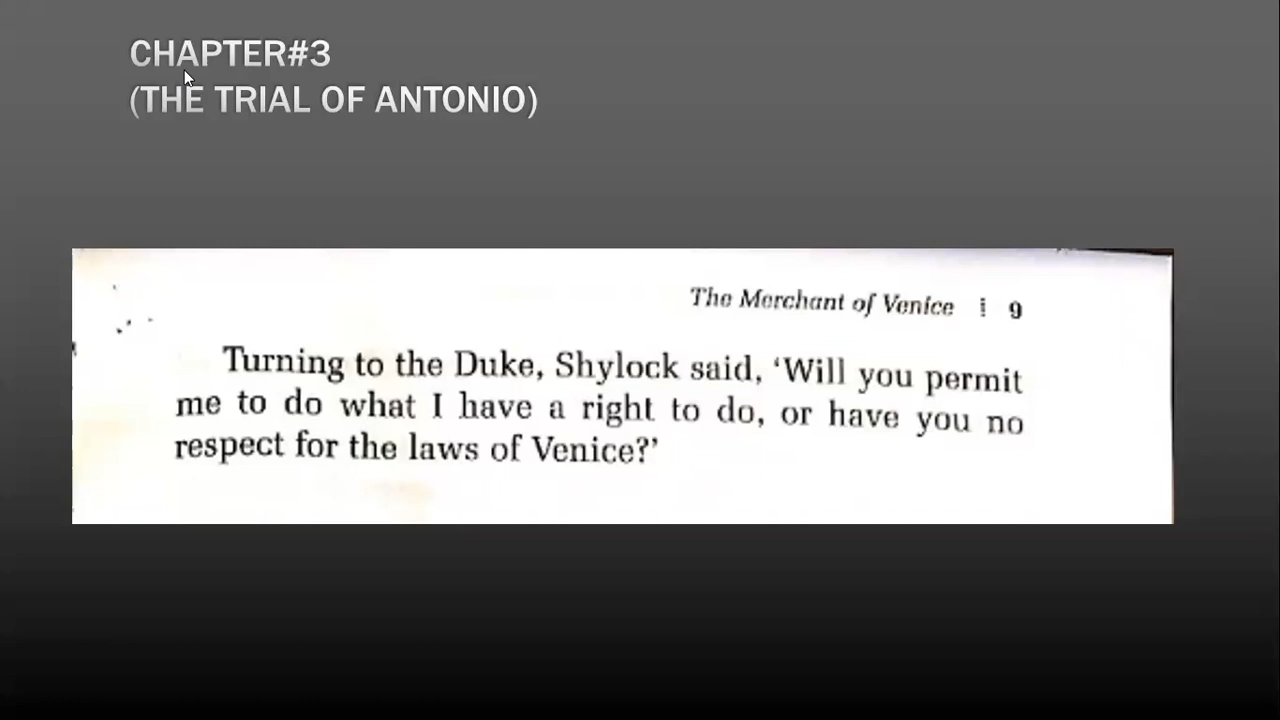 CHAPTER#3
(THE TRIAL OF ANTONIO)
The Merchant of Venice ⁞ 9
Turning to the Duke, Shylock said, ‘Will you permit
me to do what I have a right to do, or have you no
respect for the laws of Venice?’